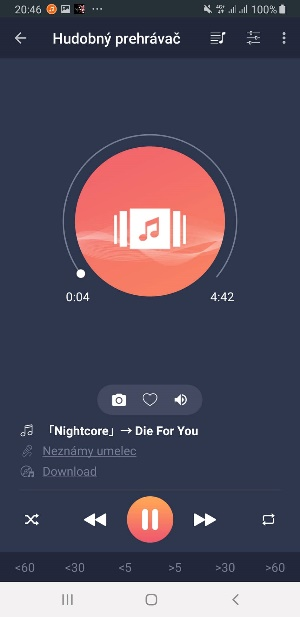 20:46 100%
Hudobný prehrávač
0:04 4:42
「Nightcore」→ Die For You
Neznámy umelec
Download
<60 <30 <5 >5 >30 >60